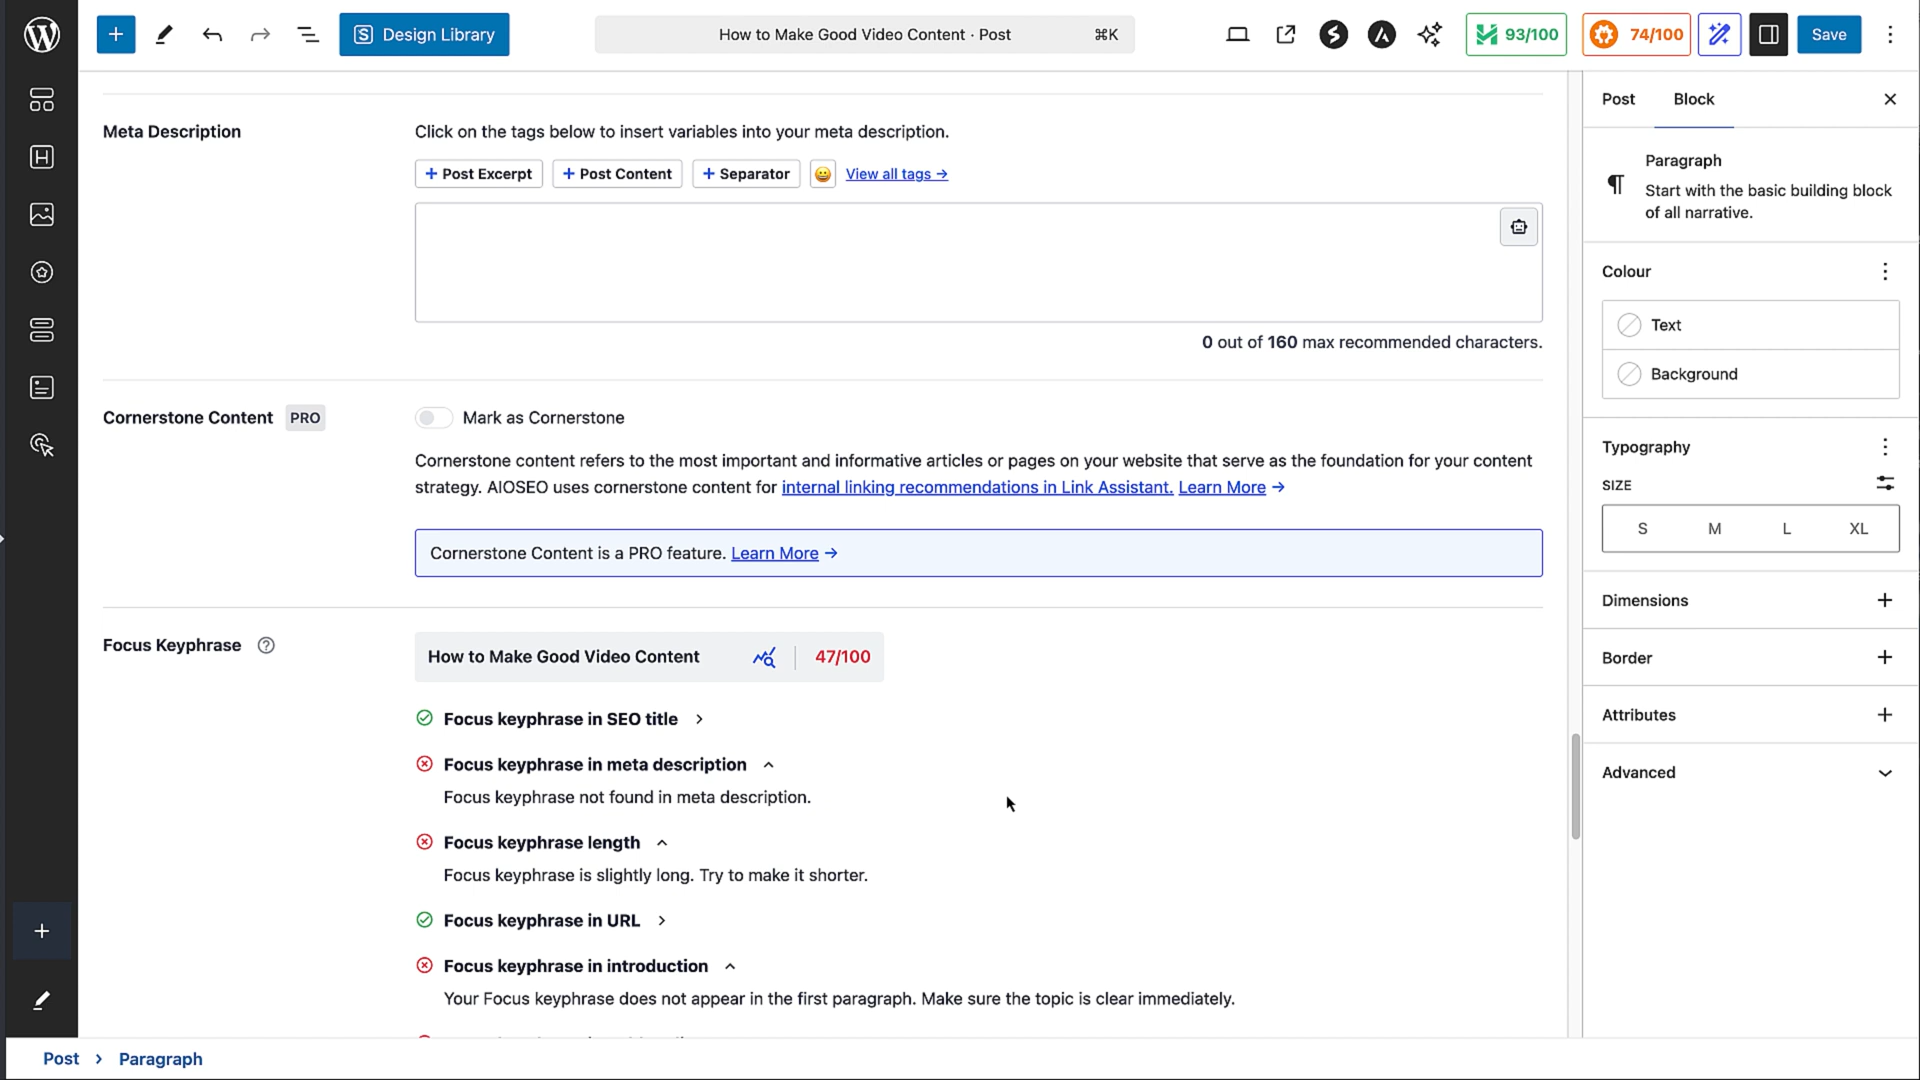 Design Library
How to Make Good Video Content · Post
⌘K
93/100
74/100
Save
Meta Description
Click on the tags below to insert variables into your meta description.
+ Post Excerpt
+ Post Content
+ Separator
View all tags →
0 out of 160 max recommended characters.
Cornerstone Content PRO
Mark as Cornerstone
Cornerstone content refers to the most important and informative articles or pages on your website that serve as the foundation for your content
strategy. AIOSEO uses cornerstone content for internal linking recommendations in Link Assistant. Learn More →
Cornerstone Content is a PRO feature. Learn More →
Focus Keyphrase
How to Make Good Video Content
47/100
Focus keyphrase in SEO title
Focus keyphrase in meta description
Focus keyphrase not found in meta description.
Focus keyphrase length
Focus keyphrase is slightly long. Try to make it shorter.
Focus keyphrase in URL
Focus keyphrase in introduction
Your Focus keyphrase does not appear in the first paragraph. Make sure the topic is clear immediately.
Post
Block
Paragraph
Start with the basic building block
of all narrative.
Colour
Text
Background
Typography
SIZE
S M L XL
Dimensions
Border
Attributes
Advanced
Post > Paragraph